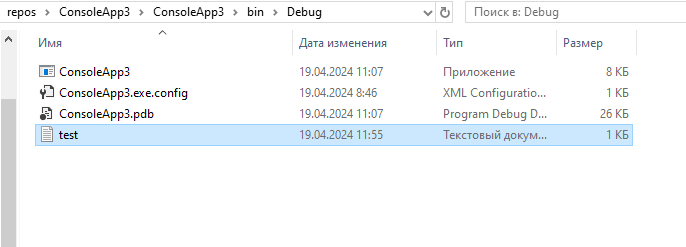 repos > ConsoleApp3 > ConsoleApp3 > bin > Debug
Поиск в: Debug
Имя Дата изменения Тип Размер
ConsoleApp3 19.04.2024 11:07 Приложение 8 КБ
ConsoleApp3.exe.config 19.04.2024 8:46 XML Configuratio... 1 КБ
ConsoleApp3.pdb 19.04.2024 11:07 Program Debug D... 26 КБ
test 19.04.2024 11:55 Текстовый докум... 1 КБ